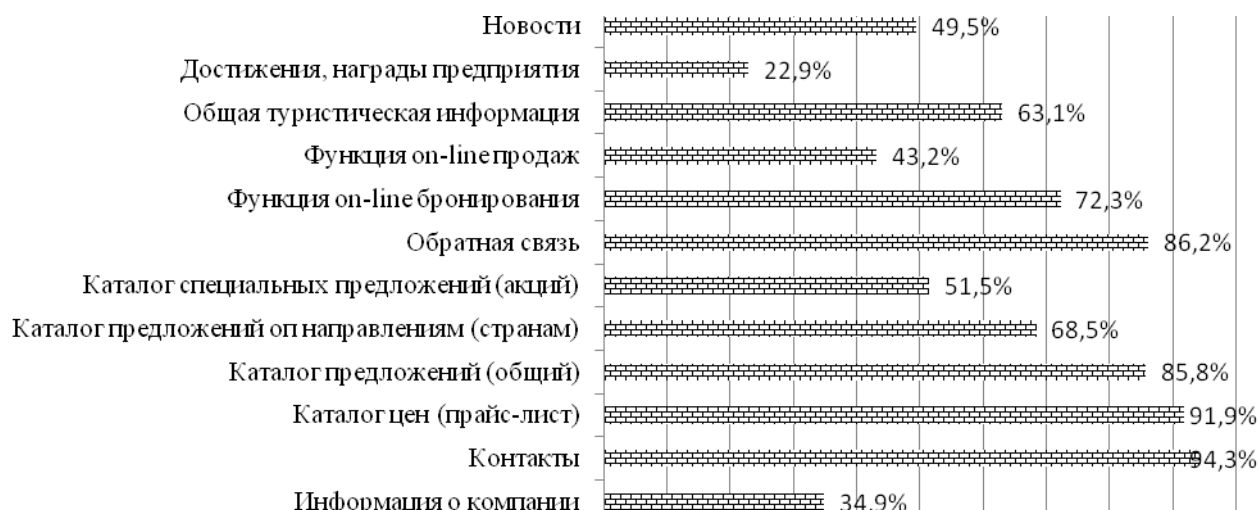 Новости 49,5%
Достижения, награды предприятия 22,9%
Общая туристическая информация 63,1%
Функция on-line продаж 43,2%
Функция on-line бронирования 72,3%
Обратная связь 86,2%
Каталог специальных предложений (акций) 51,5%
Каталог предложений оп направлениям (странам) 68,5%
Каталог предложений (общий) 85,8%
Каталог цен (прайс-лист) 91,9%
Контакты 94,3%
Информация о компании 34,9%